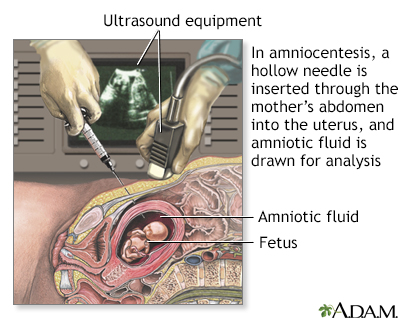 Ultrasound equipment
In amniocentesis, a
hollow needle is
inserted through the
mother's abdomen
into the uterus, and
amniotic fluid is
drawn for analysis
Amniotic fluid
Fetus
A.D.A.M.